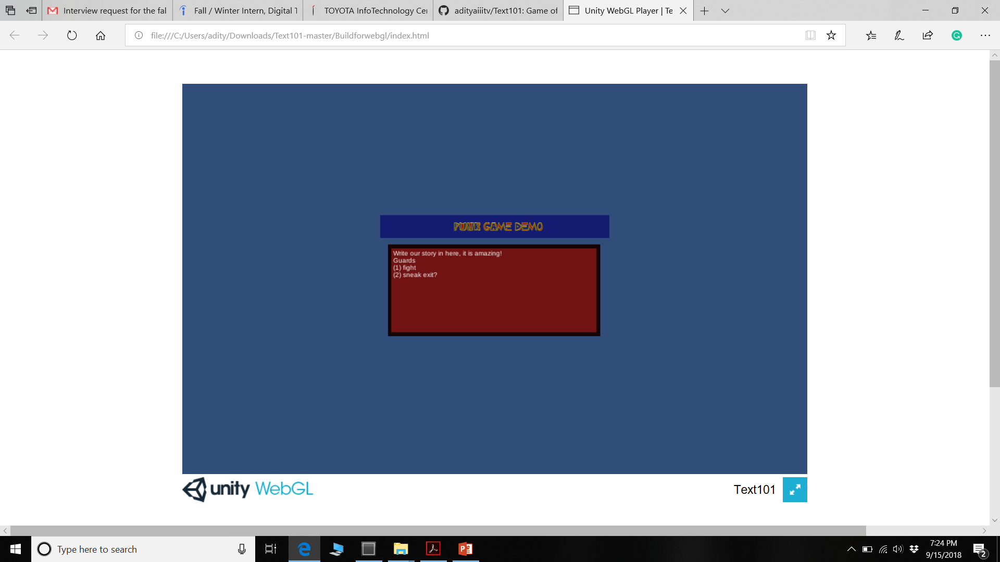 Interview request for the fal
Fall / Winter Intern, Digital T
TOYOTA InfoTechnology Cer
adityaiiitv/Text101: Game of
Unity WebGL Player | Te
file:///C:/Users/adity/Downloads/Text101-master/Buildforwebgl/index.html
PUNK GAME DEMO
Write our story in here, it is amazing!
Guards
(1) fight
(2) sneak exit?
unity WebGL
Text101
Type here to search
7:24 PM
9/15/2018
2